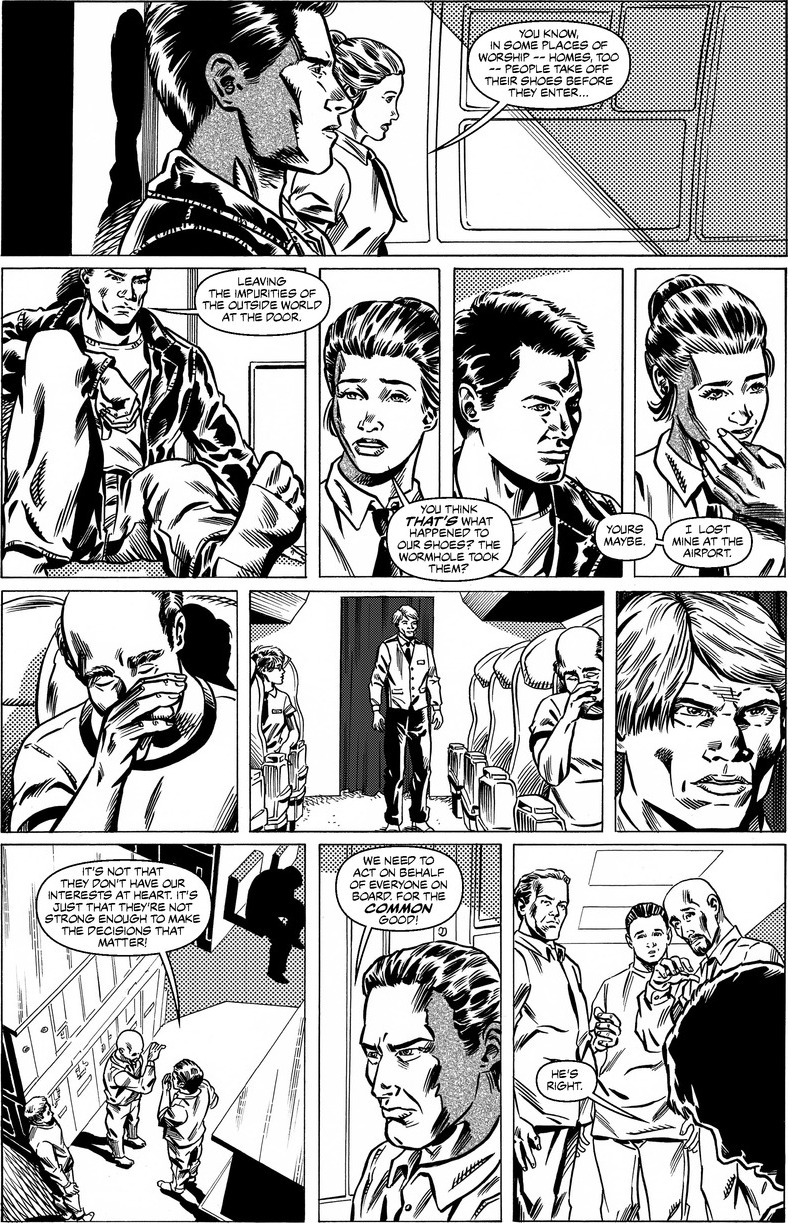 YOU KNOW,
IN SOME PLACES OF
WORSHIP -- HOMES, TOO
-- PEOPLE TAKE OFF
THEIR SHOES BEFORE
THEY ENTER...
LEAVING
THE IMPURITIES OF
THE OUTSIDE WORLD
AT THE DOOR.
YOU THINK
THAT'S WHAT
HAPPENED TO
OUR SHOES? THE
WORMHOLE TOOK
THEM?
YOURS
MAYBE.
I LOST
MINE AT THE
AIRPORT.
IT'S NOT THAT
THEY DON'T HAVE OUR
INTERESTS AT HEART. IT'S
JUST THAT THEY'RE NOT
STRONG ENOUGH TO MAKE
THE DECISIONS THAT
MATTER!
WE NEED TO
ACT ON BEHALF
OF EVERYONE ON
BOARD. FOR THE
COMMON
GOOD!
HE'S
RIGHT.